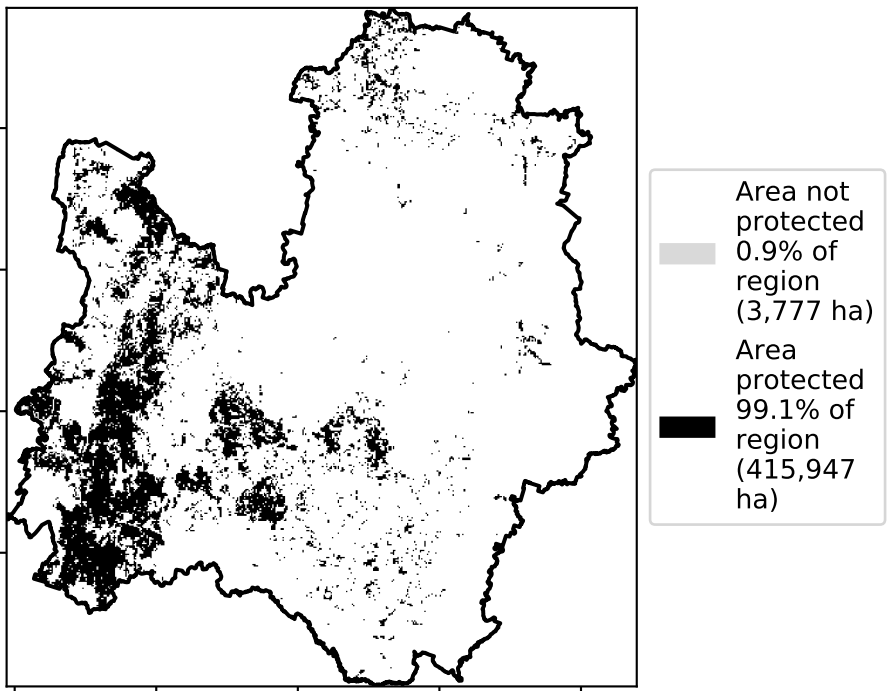 Area not
protected
0.9% of
region
(3,777 ha)
Area
protected
99.1% of
region
(415,947
ha)